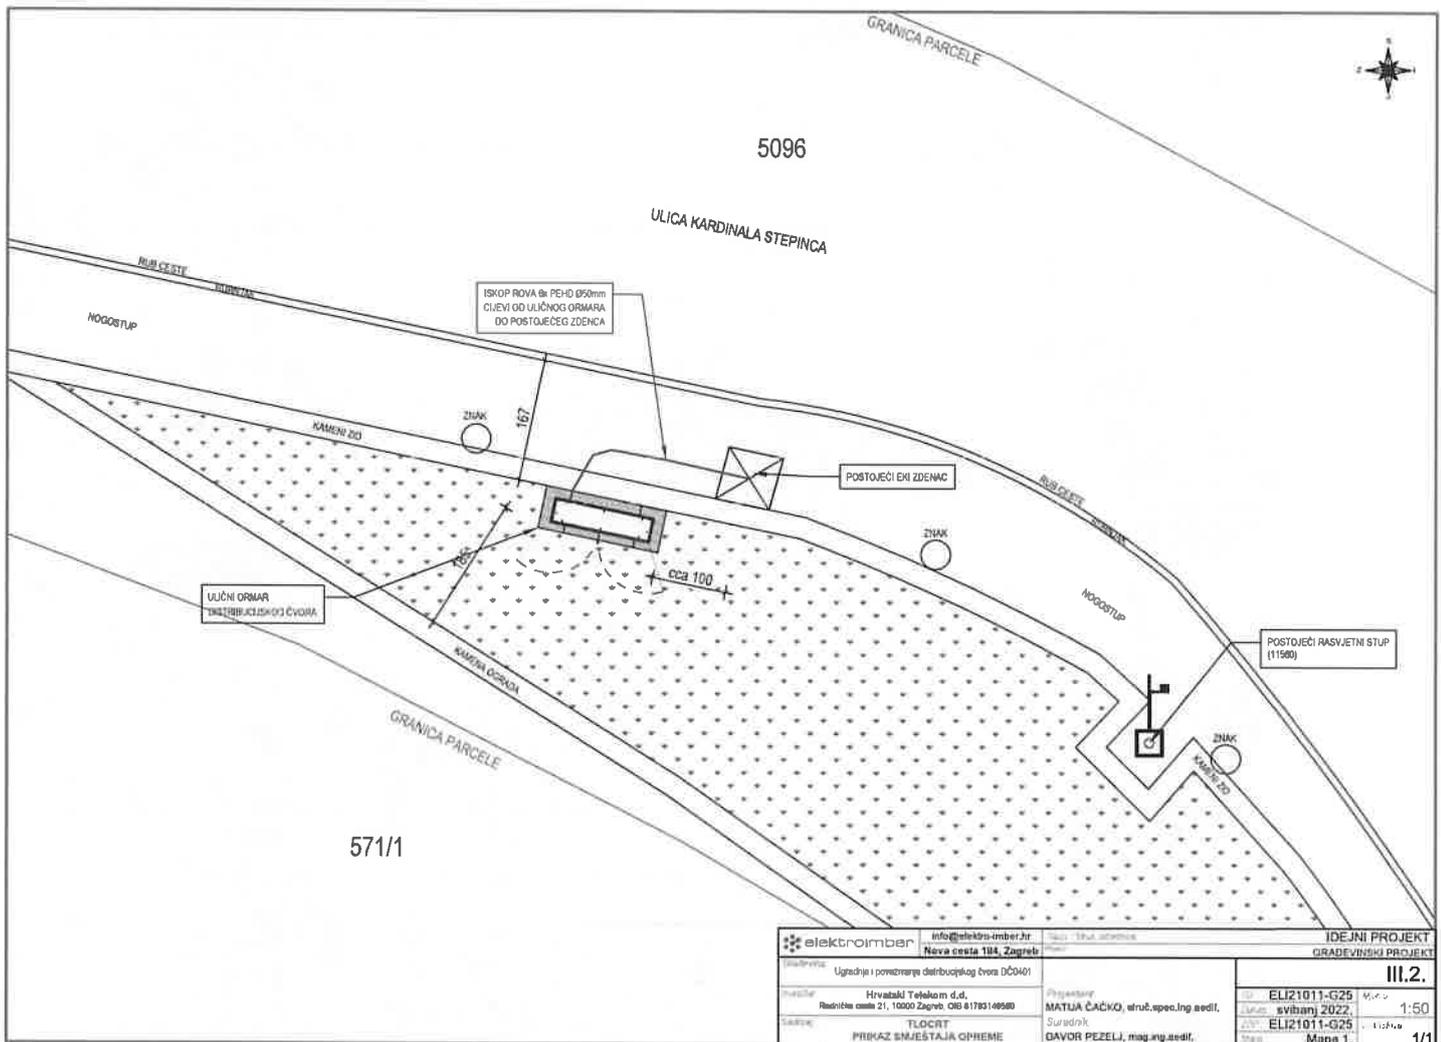 GRANICA PARCELE
5096
ULICA KARDINALA STEPINCA
RUB CESTE
NOGOSTUP
ISKOP ROVA 6x PEHD Ø50mm
CIJEVI OD ULIČNOG ORMARA
DO POSTOJEĆEG ZDENCA
167
ZNAK
KAMENI ZID
POSTOJEĆI EKI ZDENAC
RUB CESTE
ZNAK
cca 100
ULIČNI ORMAR
DISTRIBUCIJSKOG ČVORA
NOGOSTUP
POSTOJEĆI RASVJETNI STUP
(11560)
KAMENA OGRADA
GRANICA PARCELE
ZNAK
KAMENI ZID
571/1
elektroimber
info@elektro-imber.hr
Nova cesta 184, Zagreb
IDEJNI PROJEKT
GRAĐEVINSKI PROJEKT
Ugradnja i povezivanje distribucijskog čvora DČ0401
III.2.
Hrvatski Telekom d.d.
Radnička cesta 21, 10000 Zagreb, OIB 81793146560
Projektant
MATIJA ČAČKO, struč.spec.ing.aedif.
Suradnik
DAVOR PEZELJ, mag.ing.aedif.
ELI21011-G25
svibanj 2022.
1:50
ELI21011-G25
Mapa 1
1/1
TLOCRT
PRIKAZ SMJEŠTAJA OPREME